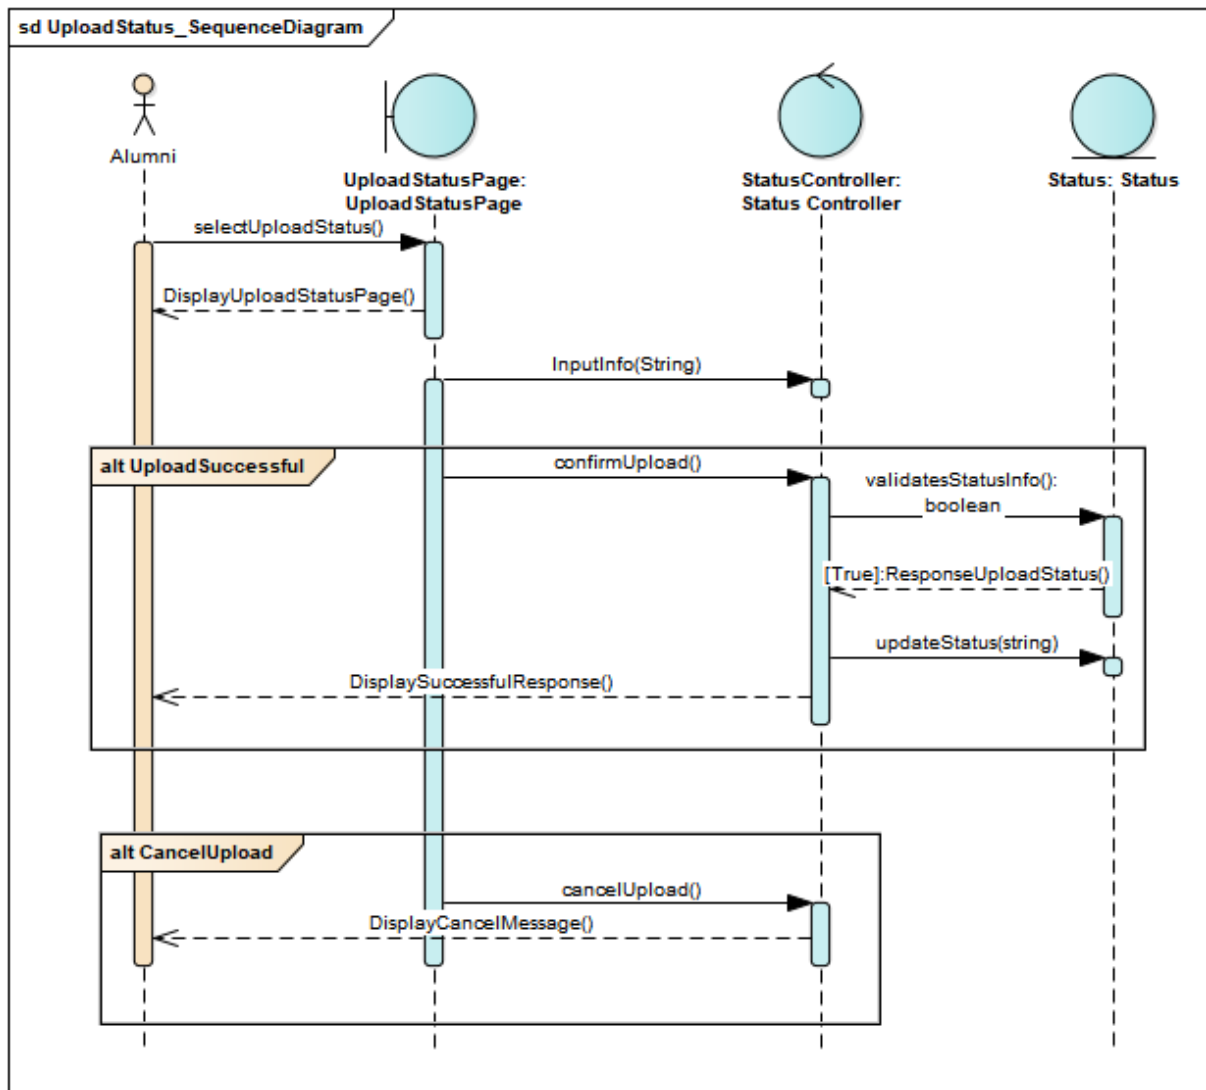 sd UploadStatus_SequenceDiagram
Alumni
UploadStatusPage:
UploadStatusPage
StatusController:
Status Controller
Status: Status
selectUploadStatus()
DisplayUploadStatusPage()
InputInfo(String)
alt UploadSuccessful
confirmUpload()
validatesStatusInfo():
boolean
[True]:ResponseUploadStatus()
updateStatus(string)
DisplaySuccessfulResponse()
alt CancelUpload
cancelUpload()
DisplayCancelMessage()